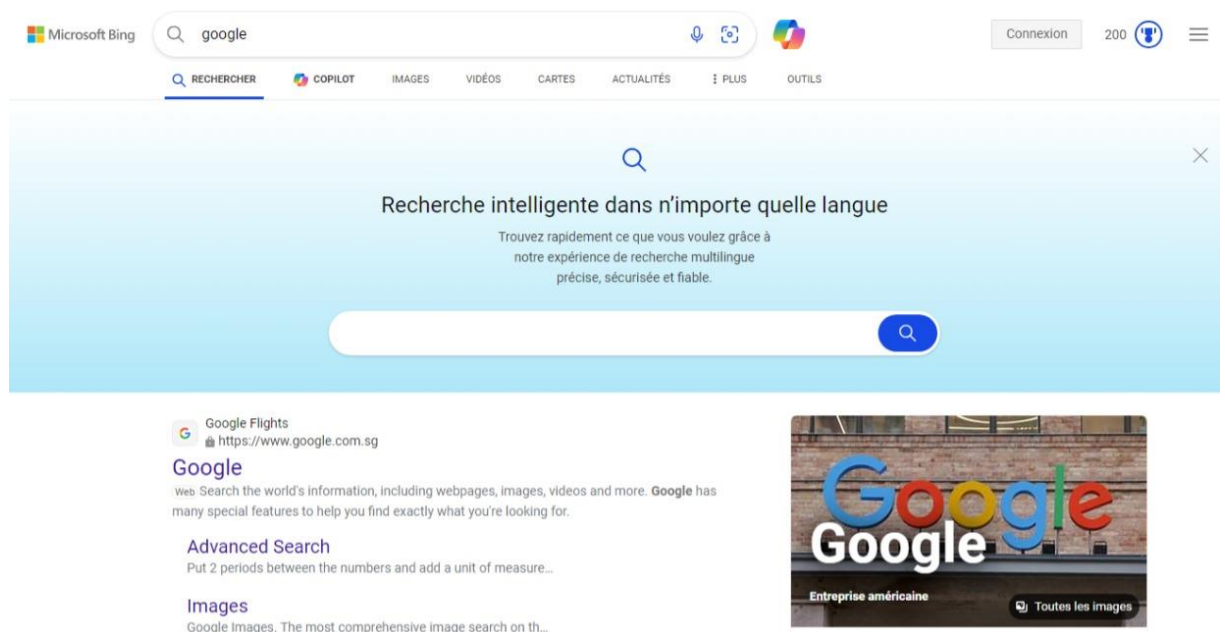 Microsoft Bing
google
Connexion
200
RECHERCHER
COPILOT
IMAGES
VIDÉOS
CARTES
ACTUALITÉS
PLUS
OUTILS
Recherche intelligente dans n'importe quelle langue
Trouvez rapidement ce que vous voulez grâce à
notre expérience de recherche multilingue
précise, sécurisée et fiable.
G
Google Flights
https://www.google.com.sg
Google
Web Search the world's information, including webpages, images, videos and more. Google has
many special features to help you find exactly what you're looking for.
Advanced Search
Put 2 periods between the numbers and add a unit of measure...
Images
Google Images. The most comprehensive image search on th...
Google
Google
Entreprise américaine
Toutes les images